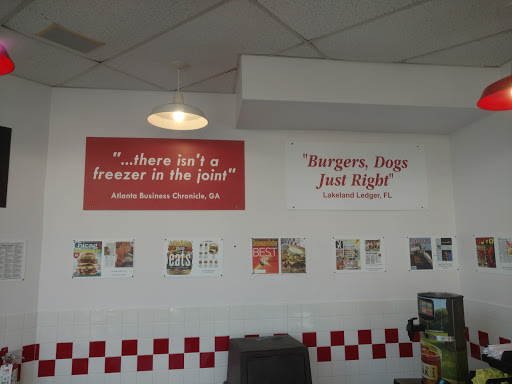 "...there isn't a
freezer in the joint"
Atlanta Business Chronicle, GA
"Burgers, Dogs
Just Right"
Lakeland Ledger, FL
eats
BEST